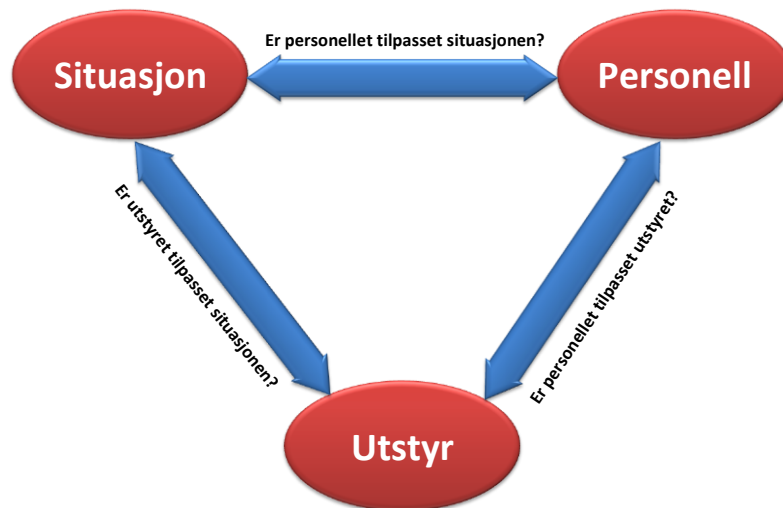 Er personellet tilpasset situasjonen?
Situasjon
Personell
Er utstyret tilpasset situasjonen?
Er personellet tilpasset utstyret?
Utstyr